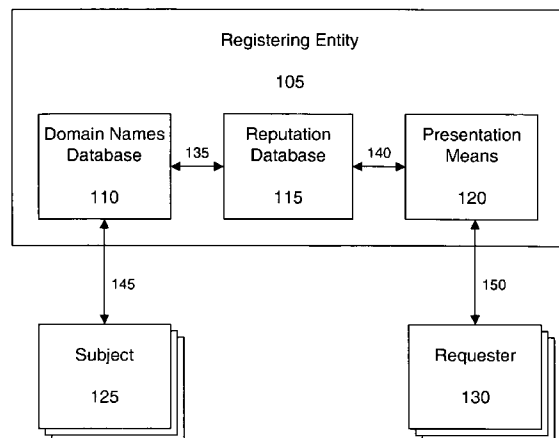 Registering Entity
105
Domain Names
Database
110
135
Reputation
Database
115
140
Presentation
Means
120
145
150
Subject
125
Requester
130